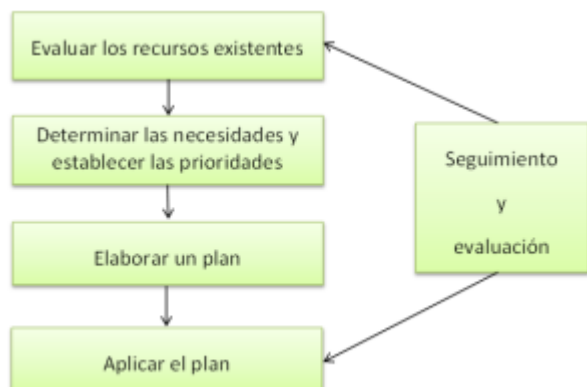 Evaluar los recursos existentes
Determinar las necesidades y
establecer las prioridades
Elaborar un plan
Aplicar el plan
Seguimiento
y
evaluación